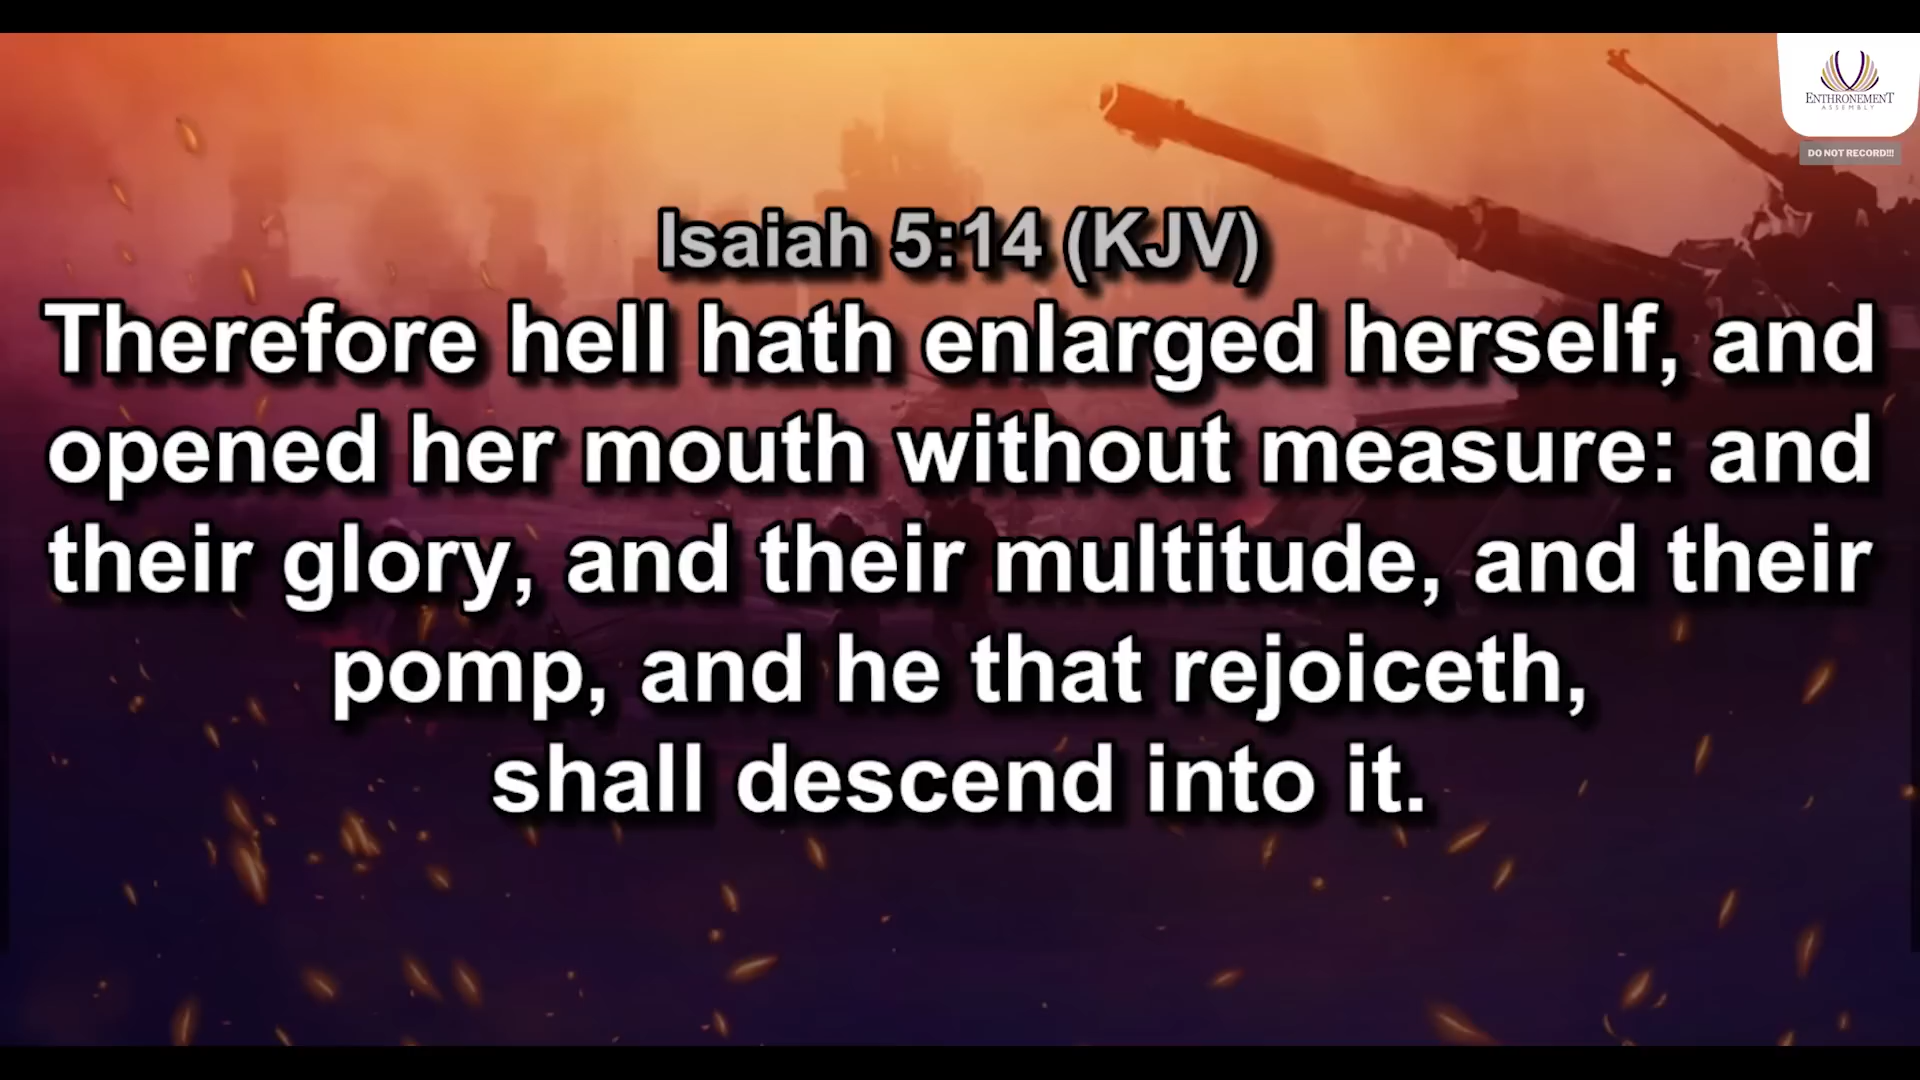 ENTHRONEMENT
ASSEMBLY
DO NOT RECORD!!!
Isaiah 5:14 (KJV)
Therefore hell hath enlarged herself, and
opened her mouth without measure: and
their glory, and their multitude, and their
pomp, and he that rejoiceth,
shall descend into it.